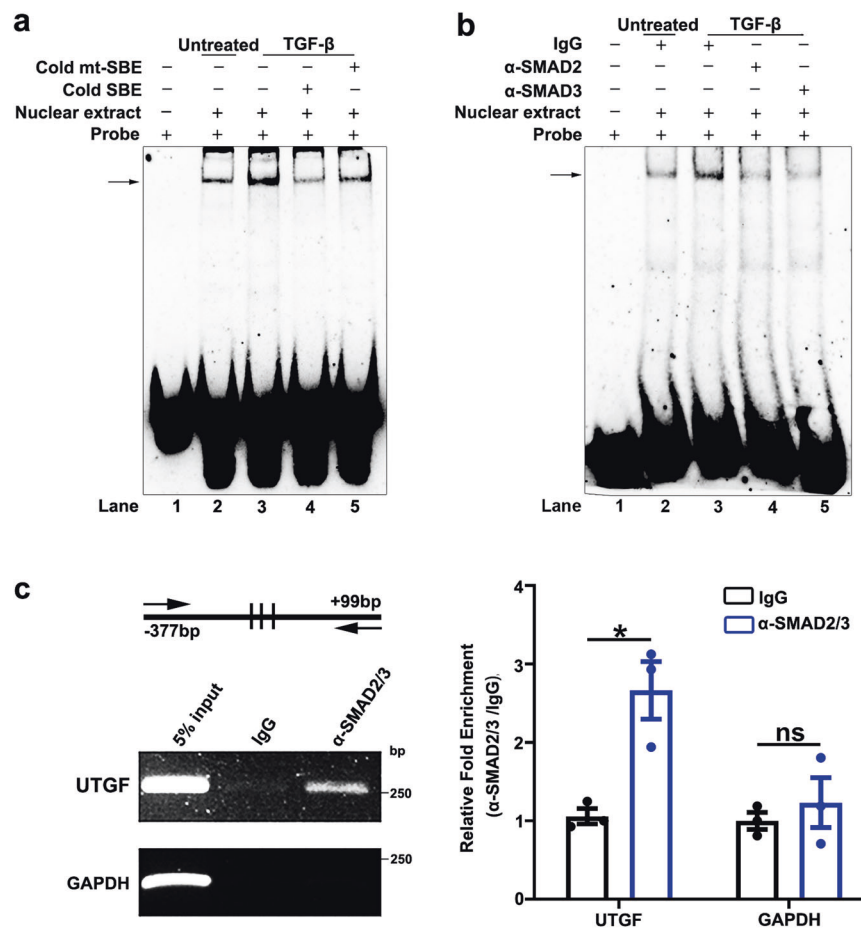 a
Untreated TGF-β
Cold mt-SBE – – – – +
Cold SBE – – – + –
Nuclear extract – + + + +
Probe + + + + +
Lane 1 2 3 4 5
b
Untreated TGF-β
IgG – + + – –
α-SMAD2 – – – + –
α-SMAD3 – – – – +
Nuclear extract – + + + +
Probe + + + + +
Lane 1 2 3 4 5
c
+99bp
-377bp
5% input IgG α-SMAD2/3
bp
UTGF
250
250
GAPDH
Relative Fold Enrichment
(α-SMAD2/3 /IgG)
4
3
2
1
0
IgG
α-SMAD2/3
*
ns
UTGF GAPDH